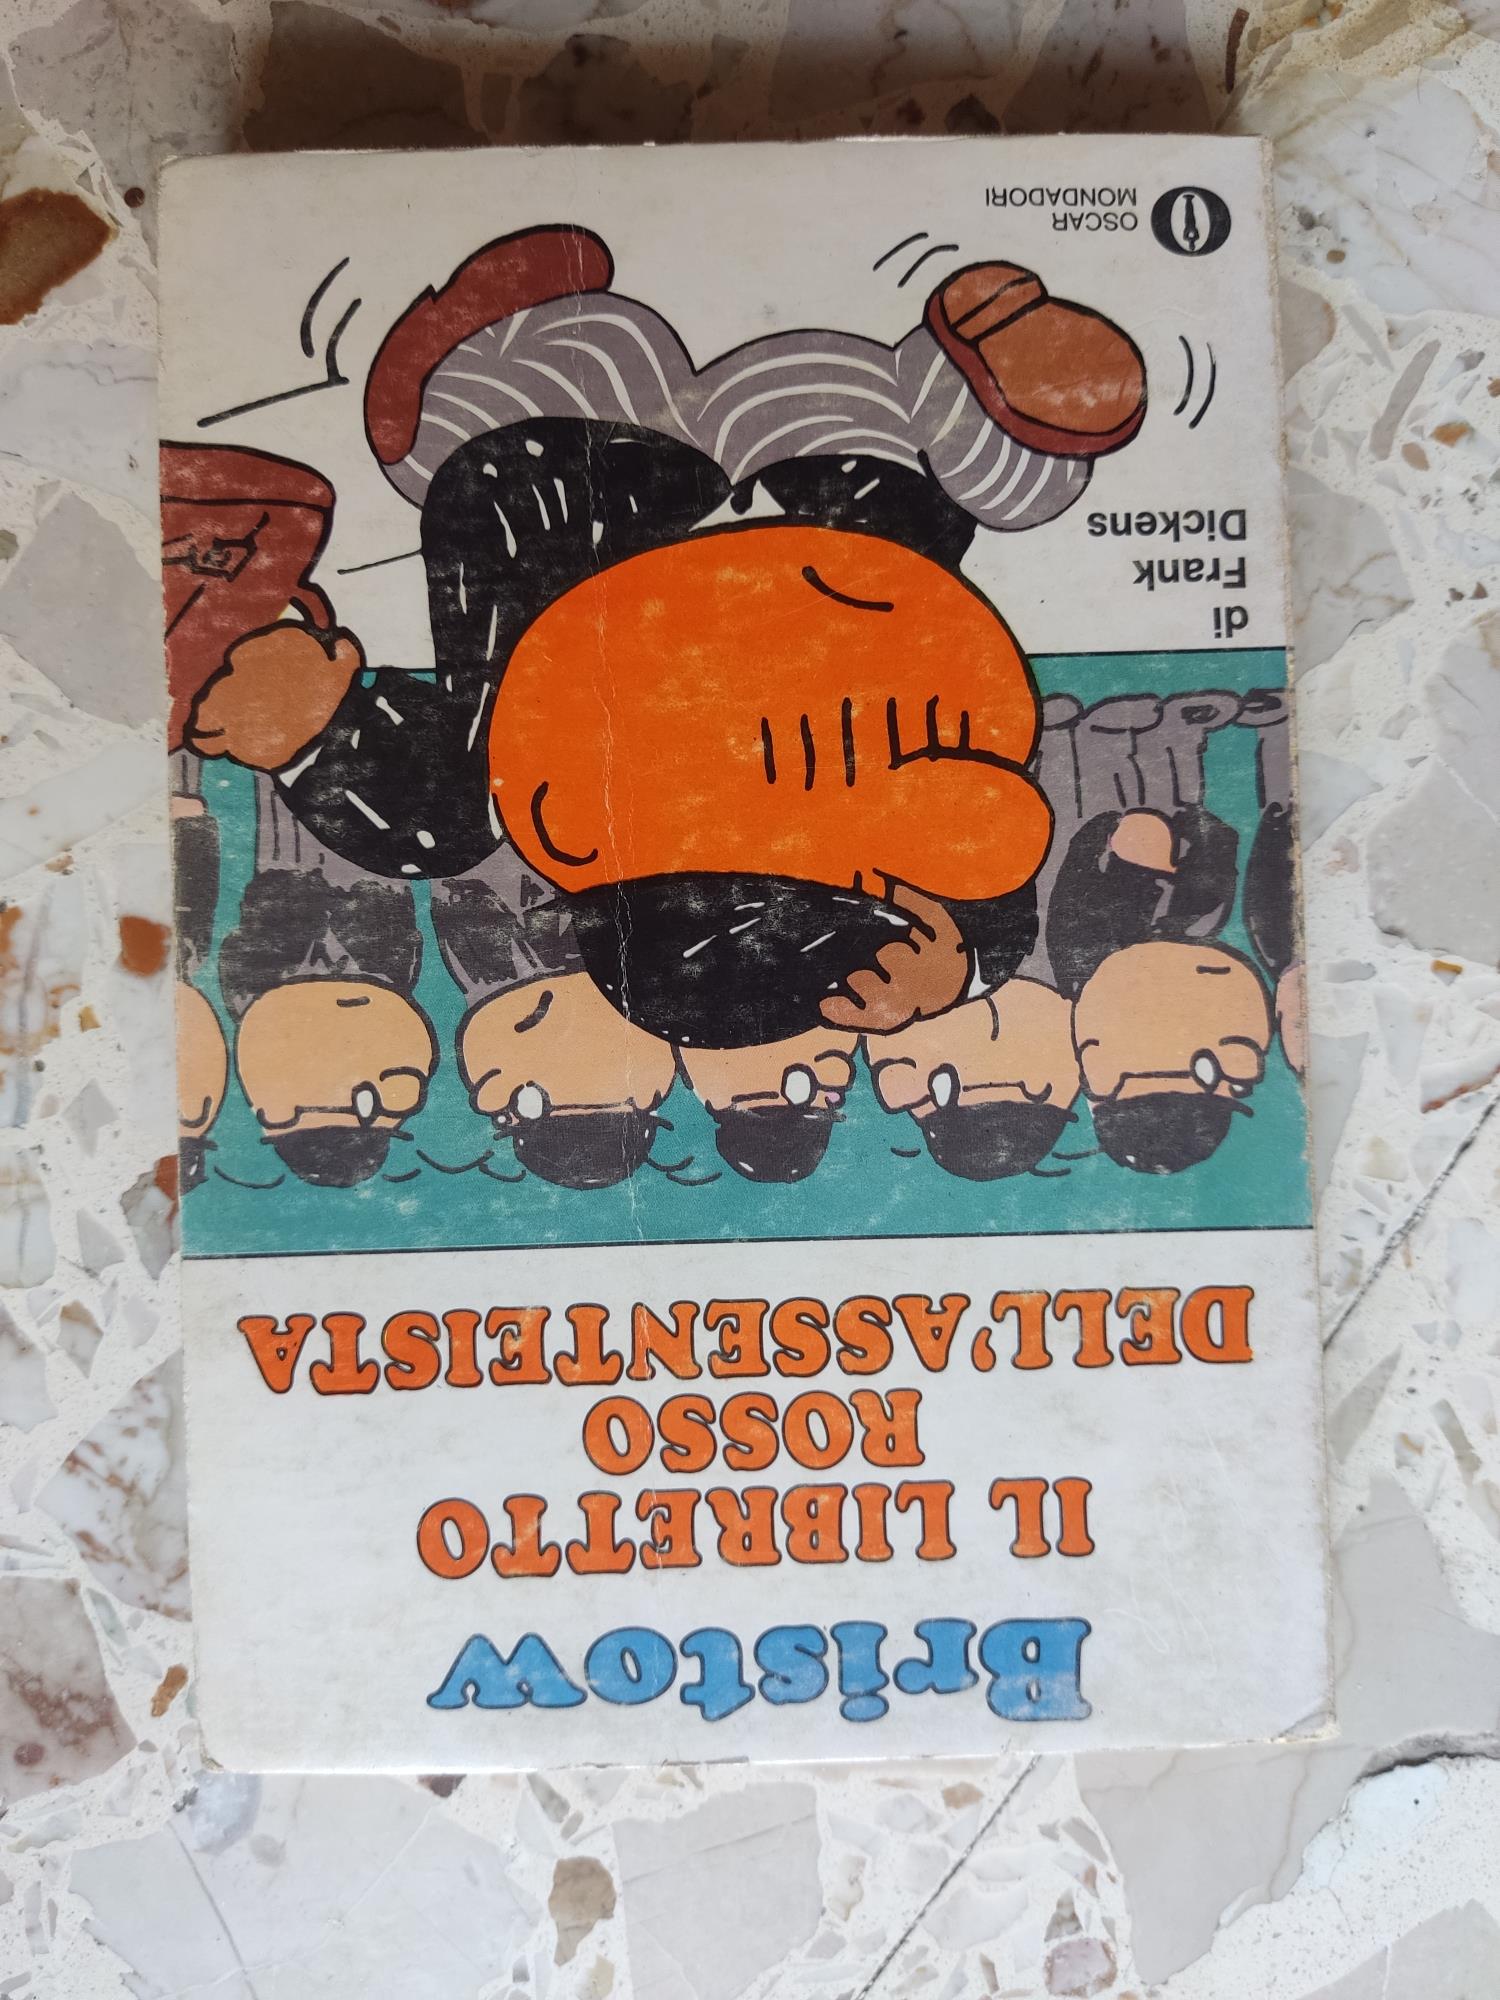 Bristow
IL LIBRETTO
ROSSO
DELL'ASSENTEISTA
di
Frank
Dickens
OSCAR
MONDADORI